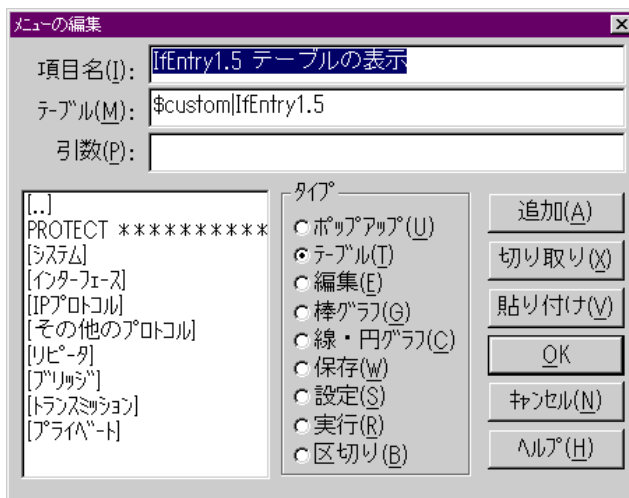 ﾒﾆｭｰの編集
項目名(I): IfEntry1.5 テーブルの表示
ﾃｰﾌﾞﾙ(M): $custom|IfEntry1.5
引数(P):
[..]
PROTECT **********
[ｼｽﾃﾑ]
[ｲﾝﾀｰﾌｪｰｽ]
[IPﾌﾟﾛﾄｺﾙ]
[その他のﾌﾟﾛﾄｺﾙ]
[ﾘﾋﾟｰﾀ]
[ﾌﾞﾘｯｼﾞ]
[ﾄﾗﾝｽﾐｯｼｮﾝ]
[ﾌﾟﾗｲﾍﾞｰﾄ]
ﾀｲﾌﾟ
ﾎﾟｯﾌﾟｱｯﾌﾟ(U)
ﾃｰﾌﾞﾙ(T)
編集(E)
棒ｸﾞﾗﾌ(G)
線・円ｸﾞﾗﾌ(C)
保存(W)
設定(S)
実行(R)
区切り(B)
追加(A)
切り取り(X)
貼り付け(V)
OK
ｷｬﾝｾﾙ(N)
ﾍﾙﾌﾟ(H)